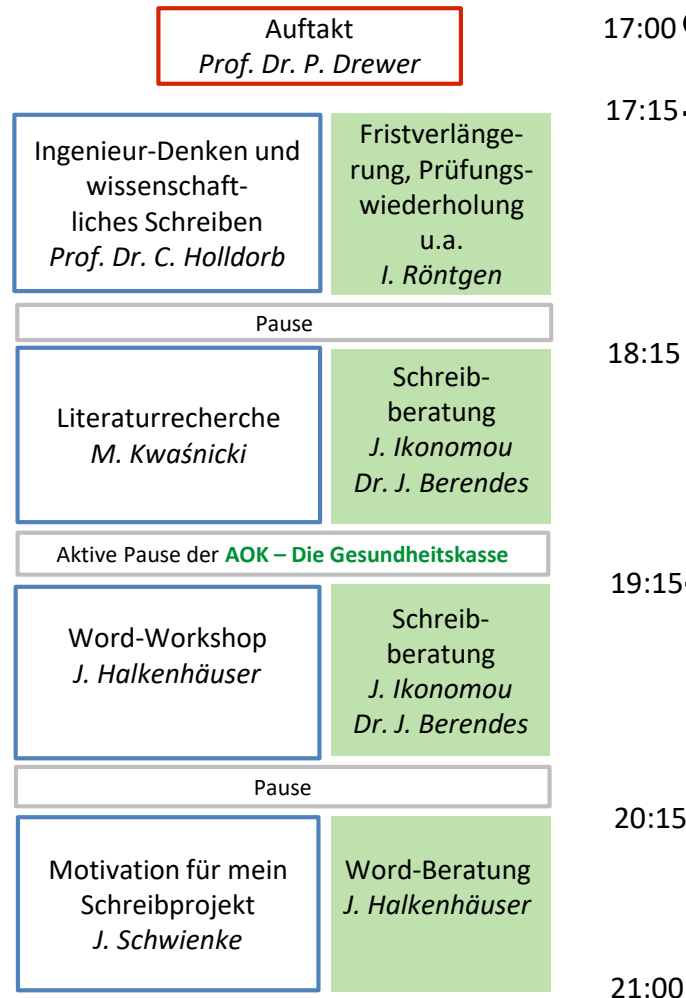 Auftakt
Prof. Dr. P. Drewer
17:00
17:15
Ingenieur-Denken und
wissenschaft-
liches Schreiben
Prof. Dr. C. Holldorb
Fristverlänge-
rung, Prüfungs-
wiederholung
u.a.
I. Röntgen
Pause
18:15
Literaturrecherche
M. Kwaśnicki
Schreib-
beratung
J. Ikonomou
Dr. J. Berendes
Aktive Pause der AOK – Die Gesundheitskasse
19:15
Word-Workshop
J. Halkenhäuser
Schreib-
beratung
J. Ikonomou
Dr. J. Berendes
Pause
20:15
Motivation für mein
Schreibprojekt
J. Schwienke
Word-Beratung
J. Halkenhäuser
21:00